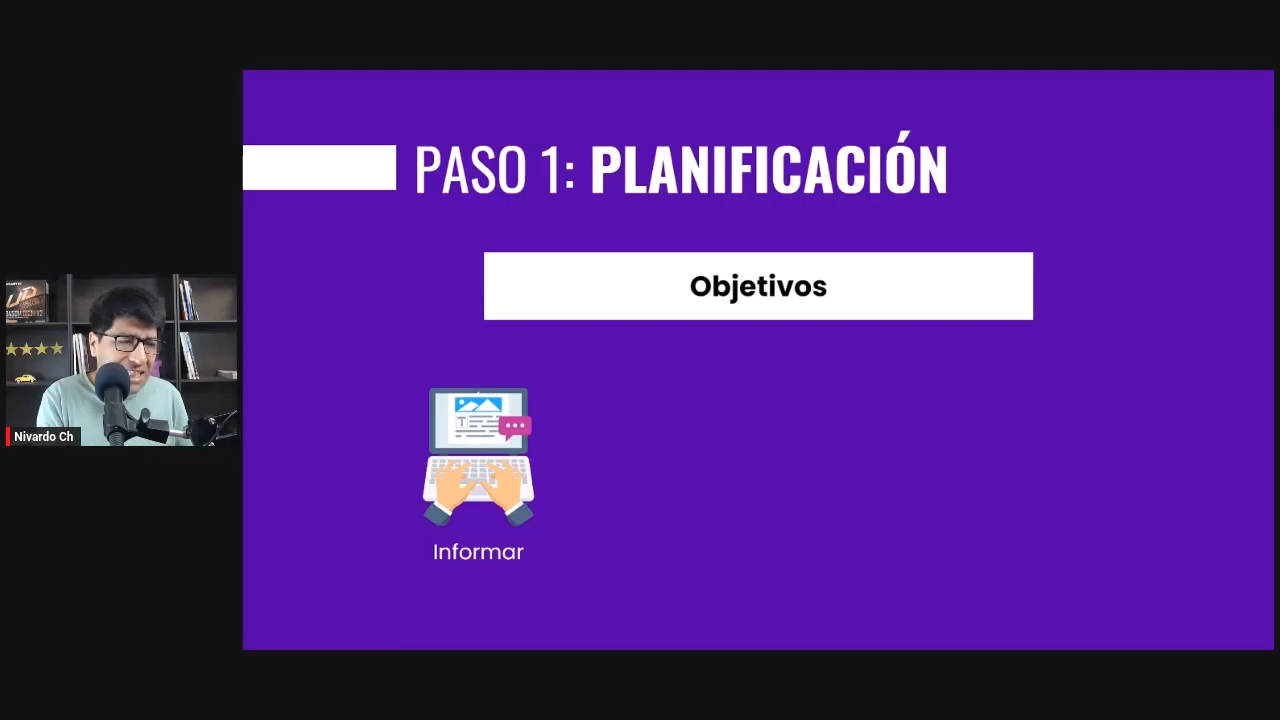 PASO 1: PLANIFICACIÓN
Objetivos
T
Informar
Nivardo Ch